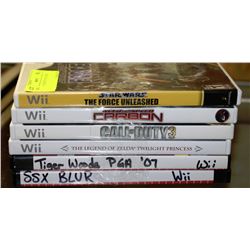 Wii STAR WARS
THE FORCE UNLEASHED
Wii CARBON
Wii CALL OF DUTY 3
Wii THE LEGEND OF ZELDA TWILIGHT PRINCESS
Tiger Woods PGA '07 Wii
SSX BLUR Wii